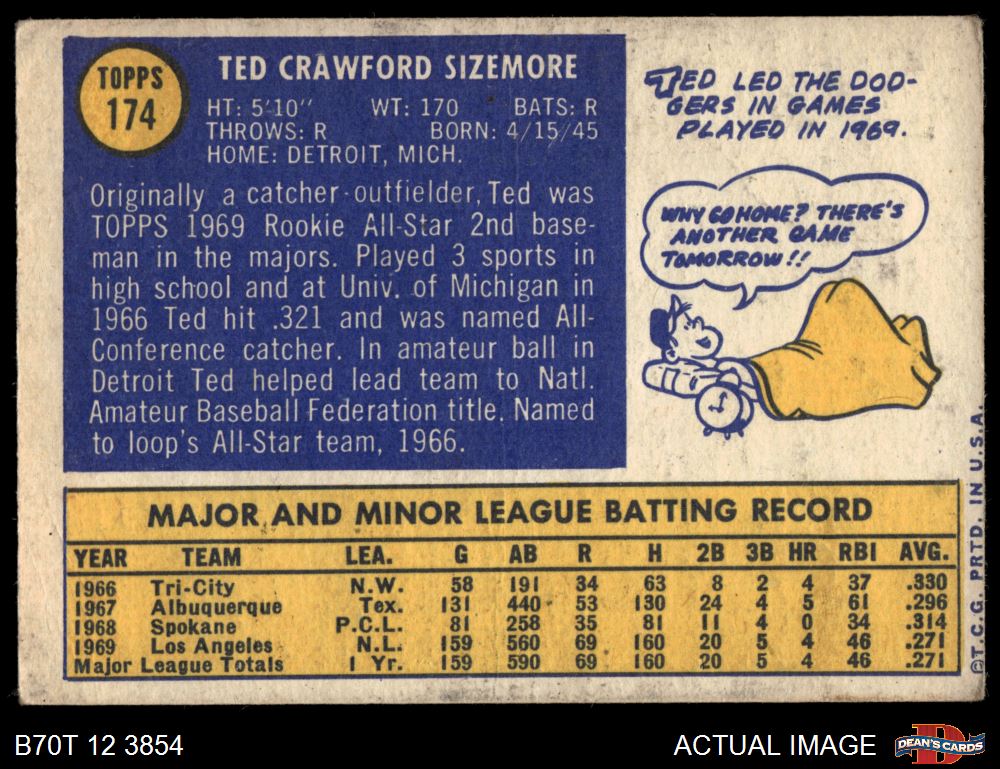 TOPPS
174
TED CRAWFORD SIZEMORE
HT: 5'10" WT: 170 BATS: R
THROWS: R BORN: 4/15/45
HOME: DETROIT, MICH.
Originally a catcher-outfielder, Ted was
TOPPS 1969 Rookie All-Star 2nd base-
man in the majors. Played 3 sports in
high school and at Univ. of Michigan in
1966 Ted hit .321 and was named All-
Conference catcher. In amateur ball in
Detroit Ted helped lead team to Natl.
Amateur Baseball Federation title. Named
to loop's All-Star team, 1966.
TED LED THE DOD-
GERS IN GAMES
PLAYED IN 1969.
WHY GO HOME? THERE'S
ANOTHER GAME
TOMORROW!!
MAJOR AND MINOR LEAGUE BATTING RECORD
YEAR TEAM LEA. G AB R H 2B 3B HR RBI AVG.
1966 Tri-City N.W. 58 191 34 63 8 2 4 37 .330
1967 Albuquerque Tex. 131 440 53 130 24 4 5 61 .296
1968 Spokane P.C.L. 81 258 35 81 11 4 0 34 .314
1969 Los Angeles N.L. 159 560 69 160 20 5 4 46 .271
Major League Totals 1 Yr. 159 590 69 160 20 5 4 46 .271
©T.C.G. PRTD. IN U.S.A.
B70T 12 3854
ACTUAL IMAGE
D
DEAN'S CARDS